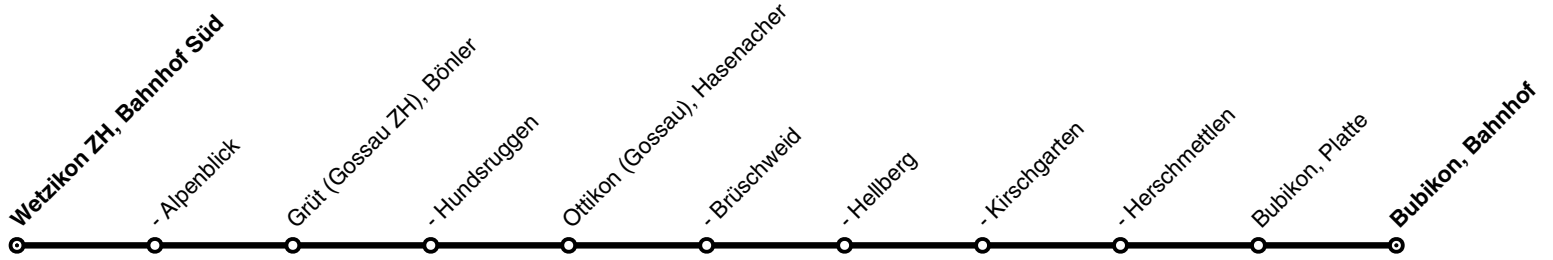 Wetzikon ZH, Bahnhof Süd
- Alpenblick
Grüt (Gossau ZH), Bönler
- Hundsruggen
Ottikon (Gossau), Hasenacher
- Brüschweid
- Hellberg
- Kirschgarten
- Herschmettlen
Bubikon, Platte
Bubikon, Bahnhof